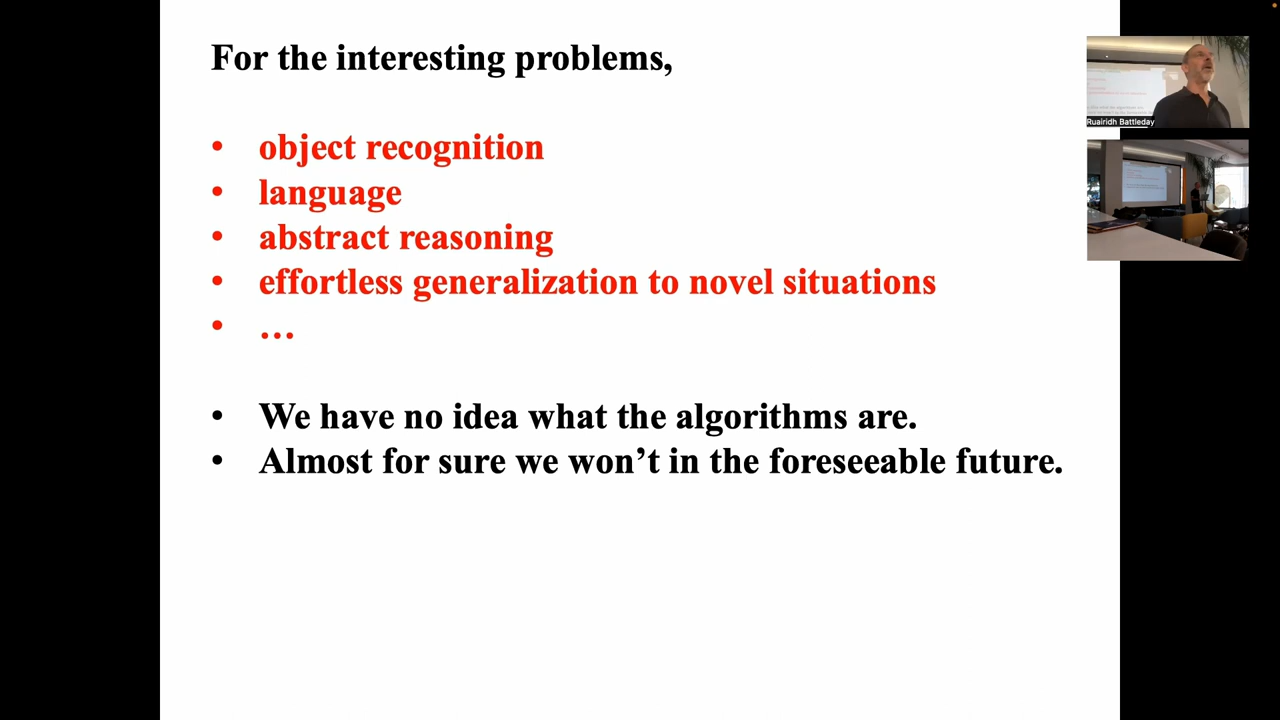 For the interesting problems,
• object recognition
• language
• abstract reasoning
• effortless generalization to novel situations
• …
• We have no idea what the algorithms are.
• Almost for sure we won’t in the foreseeable future.
Ruairidh Battleday